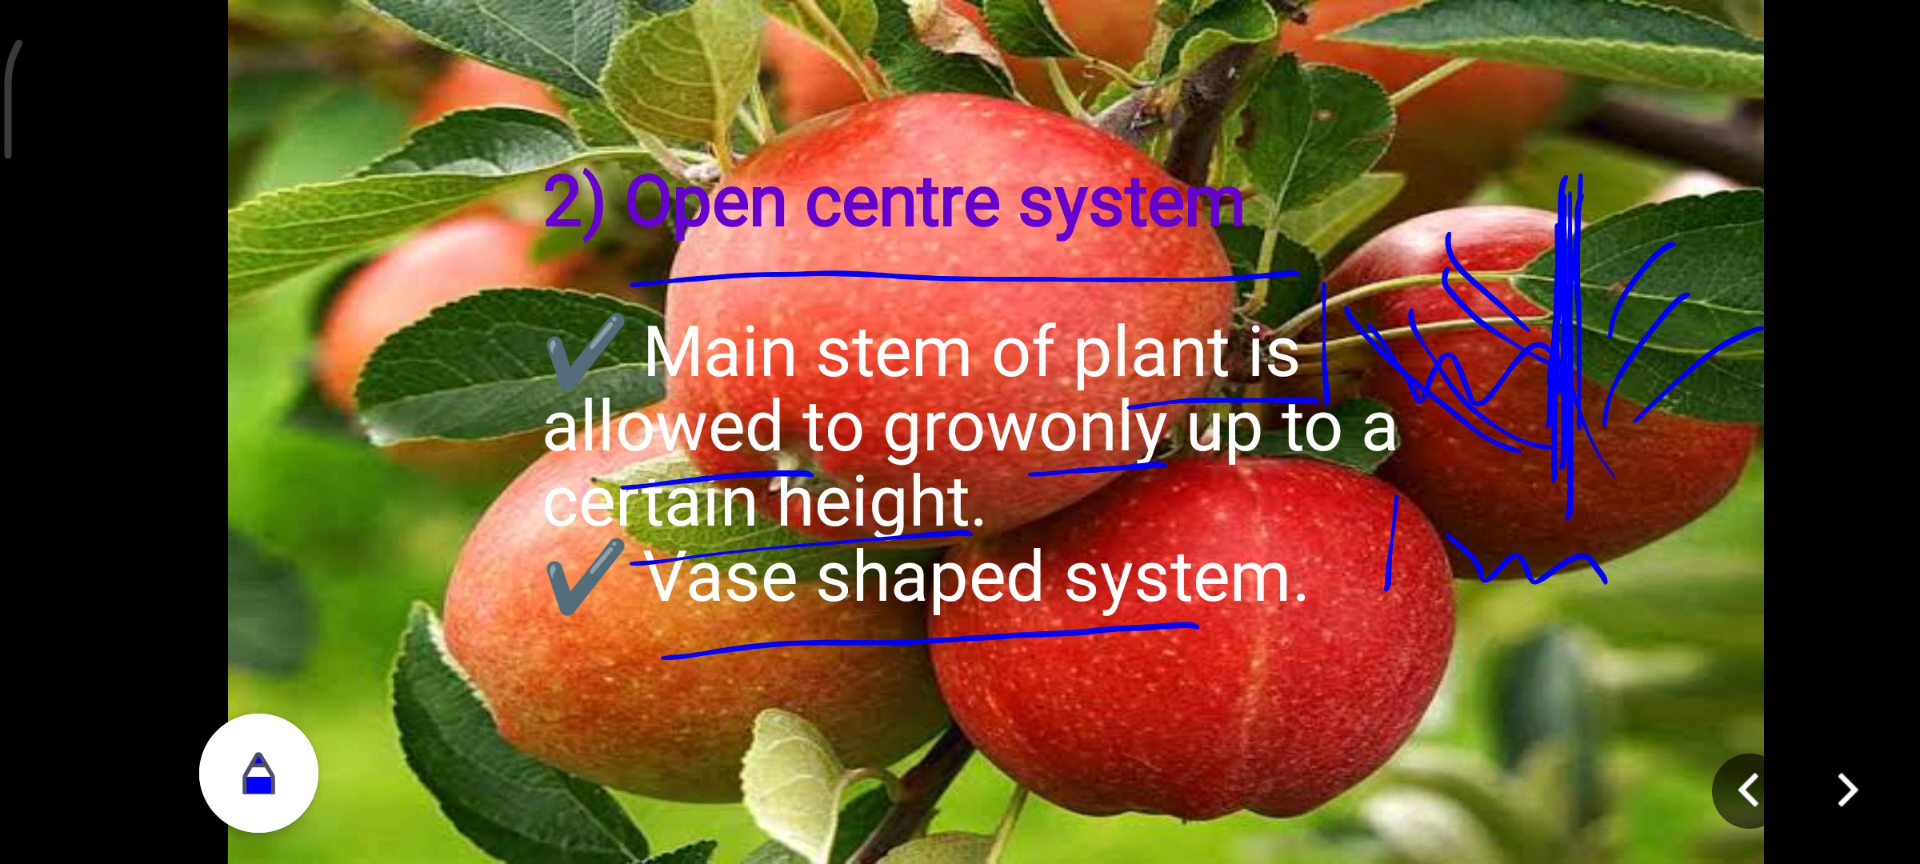 2) Open centre system
✔ Main stem of plant is
allowed to growonly up to a
certain height.
✔ Vase shaped system.